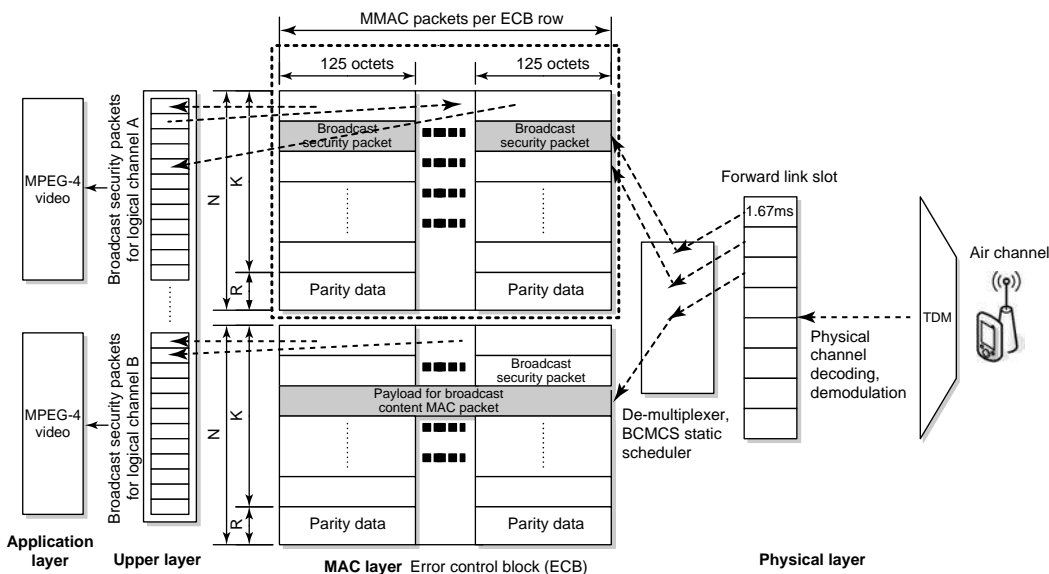 MMAC packets per ECB row
125 octets
125 octets
MPEG-4
video
Broadcast security packets
for logical channel A
N
K
R
Broadcast
security packet
Broadcast
security packet
Parity data
Parity data
Forward link slot
1.67ms
Air channel
TDM
Physical
channel
decoding,
demodulation
De-multiplexer,
BCMCS static
scheduler
MPEG-4
video
Broadcast security packets
for logical channel B
N
K
R
Broadcast
security packet
Payload for broadcast
content MAC packet
Parity data
Parity data
Application
layer
Upper layer
MAC layer Error control block (ECB)
Physical layer